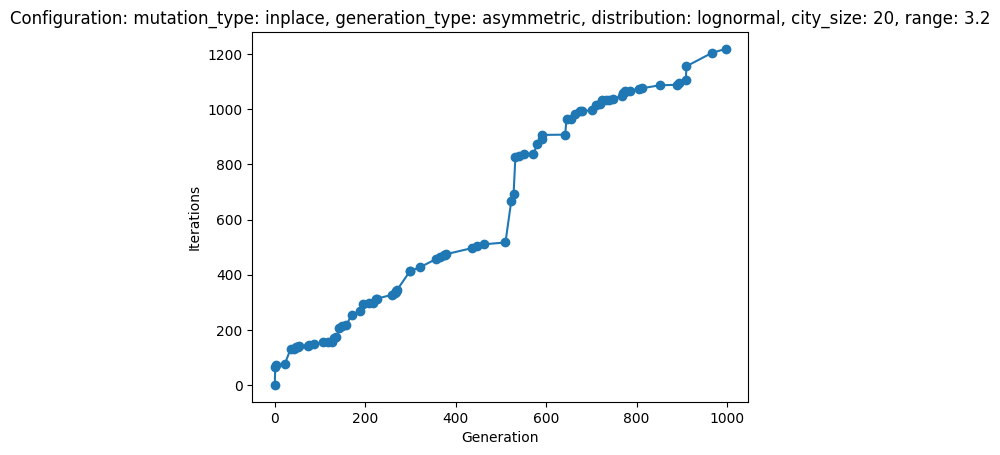 Configuration: mutation_type: inplace, generation_type: asymmetric, distribution: lognormal, city_size: 20, range: 3.2
1200
1000
800
600
400
200
0
Iterations
0 200 400 600 800 1000
Generation